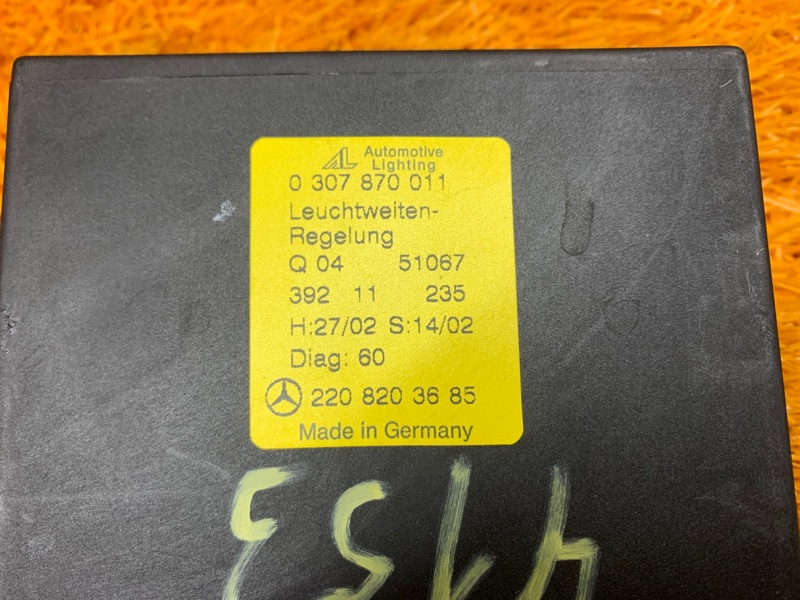 AL Automotive
Lighting
0 307 870 011
Leuchtweiten-
Regelung
Q 04 51067
392 11 235
H:27/02 S:14/02
Diag: 60
220 820 36 85
Made in Germany